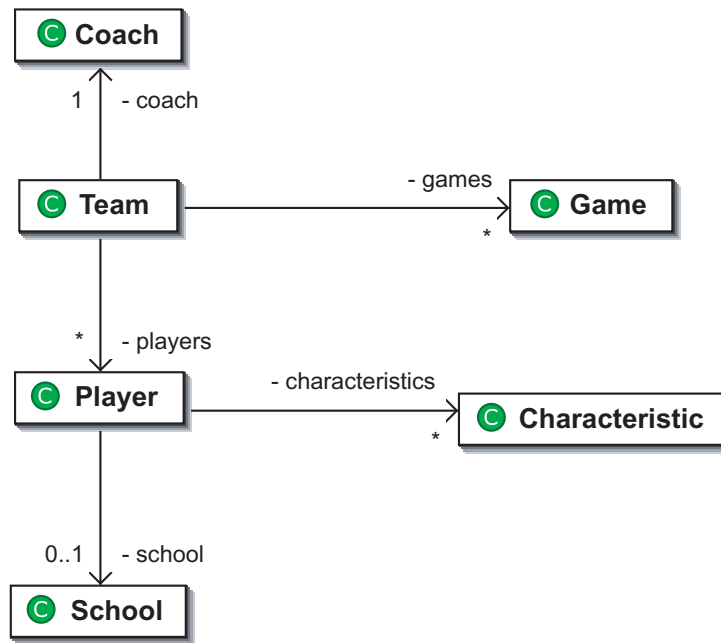 C Coach
1 - coach
C Team
- games
C Game
*
* - players
C Player
- characteristics
C Characteristic
*
0..1 - school
C School